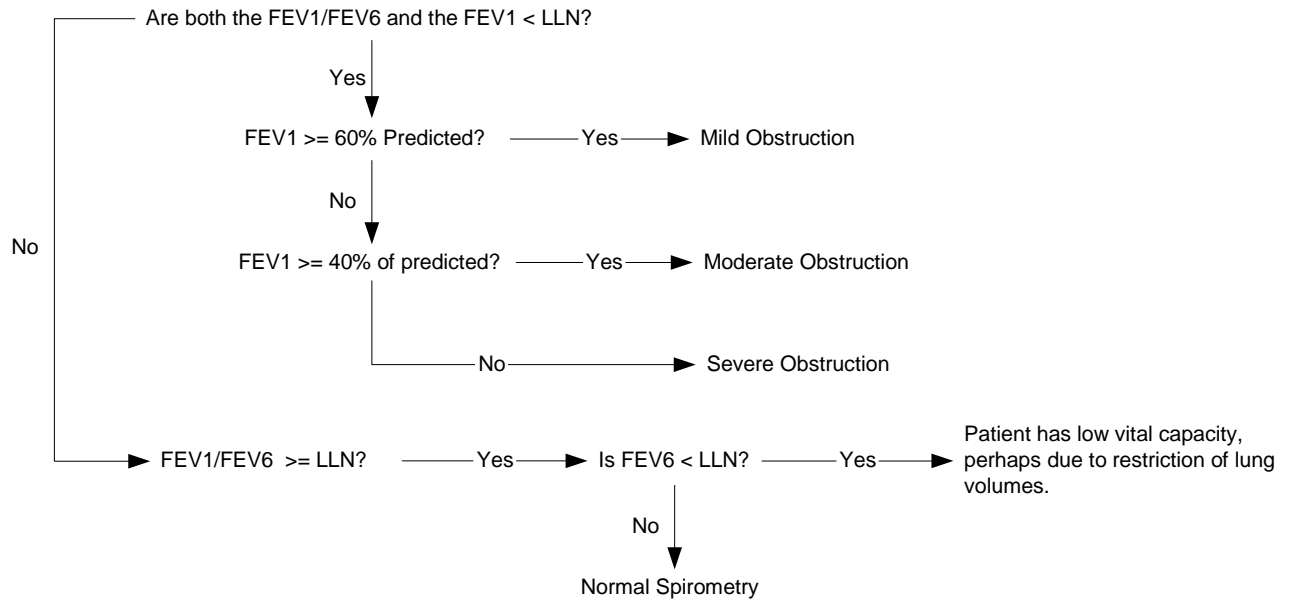 Are both the FEV1/FEV6 and the FEV1 < LLN?
Yes
FEV1 >= 60% Predicted?
Yes
Mild Obstruction
No
No
FEV1 >= 40% of predicted?
Yes
Moderate Obstruction
No
Severe Obstruction
FEV1/FEV6 >= LLN?
Yes
Is FEV6 < LLN?
Yes
Patient has low vital capacity,
perhaps due to restriction of lung
volumes.
No
Normal Spirometry